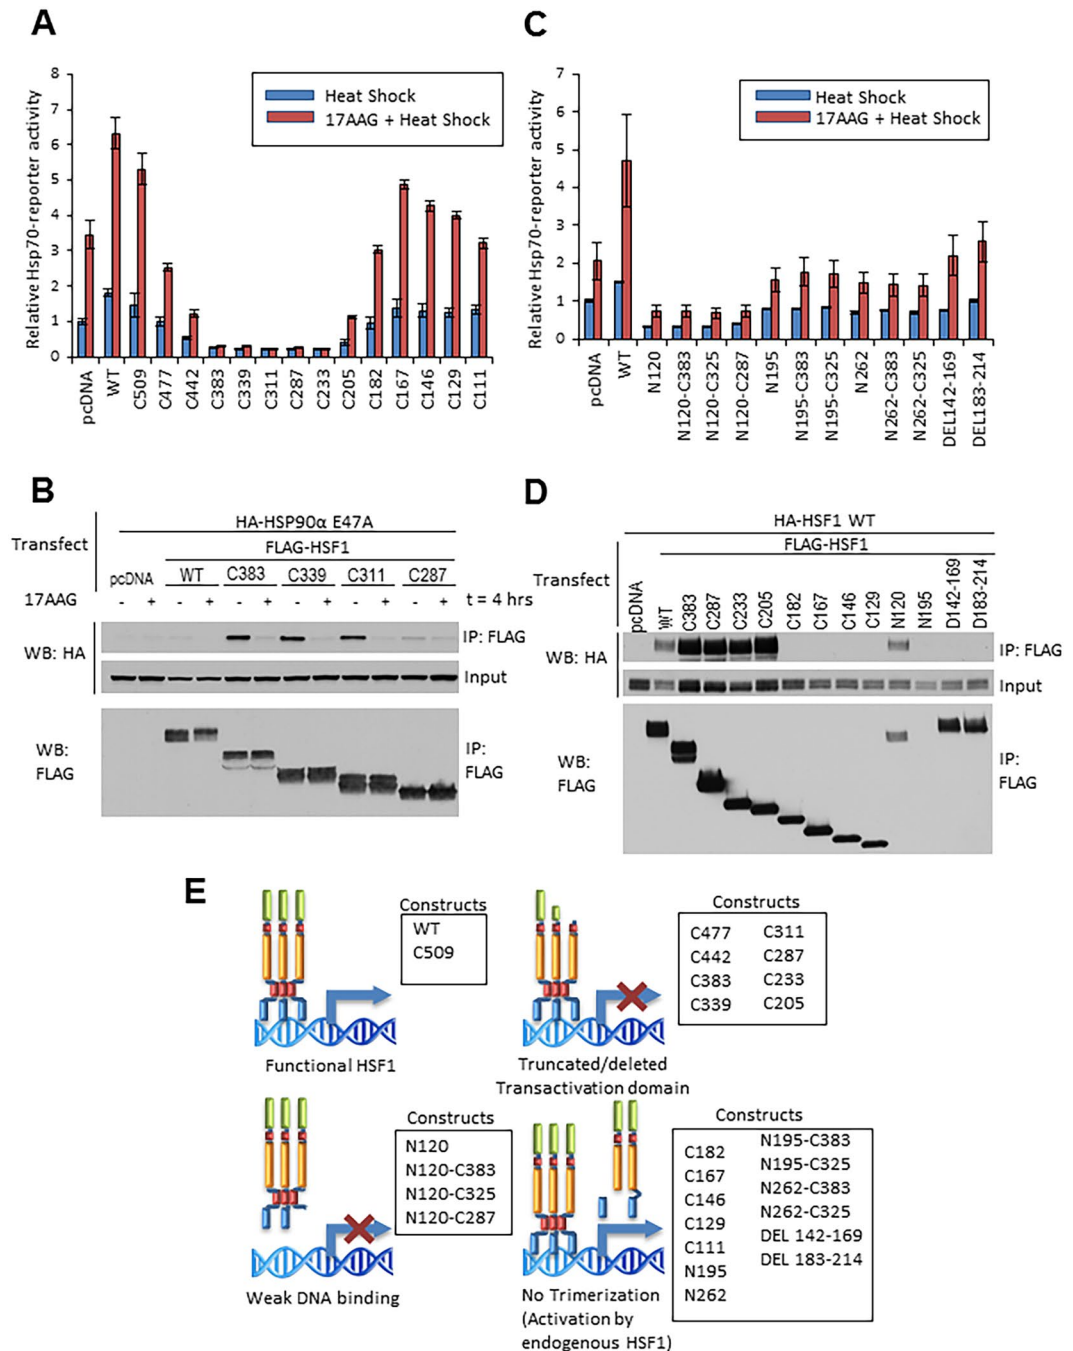 A
Relative Hsp70-reporter activity
8
7
6
5
4
3
2
1
0
Heat Shock
17AAG + Heat Shock
pcDNA
WT
C509
C477
C442
C383
C339
C311
C287
C233
C205
C182
C167
C146
C129
C111
C
Relative Hsp70-reporter activity
7
6
5
4
3
2
1
0
Heat Shock
17AAG + Heat Shock
pcDNA
WT
N120
N120-C383
N120-C325
N120-C287
N195
N195-C383
N195-C325
N262
N262-C383
N262-C325
DEL142-169
DEL183-214
B
HA-HSP90α E47A
Transfect
FLAG-HSF1
pcDNA WT C383 C339 C311 C287
17AAG - + - + - + - + - + - + t = 4 hrs
WB: HA
IP: FLAG
Input
WB:
FLAG
IP:
FLAG
D
HA-HSF1 WT
FLAG-HSF1
Transfect
pcDNA
WT
C383
C287
C233
C205
C182
C167
C146
C129
N120
N195
D142-169
D183-214
WB: HA
IP: FLAG
Input
WB:
FLAG
IP:
FLAG
E
Constructs
WT
C509
Functional HSF1
Constructs
C477 C311
C442 C287
C383 C233
C339 C205
Truncated/deleted
Transactivation domain
Constructs
N120
N120-C383
N120-C325
N120-C287
Weak DNA binding
Constructs
C182
C167
C146
C129
C111
N195
N262
N195-C383
N195-C325
N262-C383
N262-C325
DEL 142-169
DEL 183-214
No Trimerization
(Activation by
endogenous HSF1)